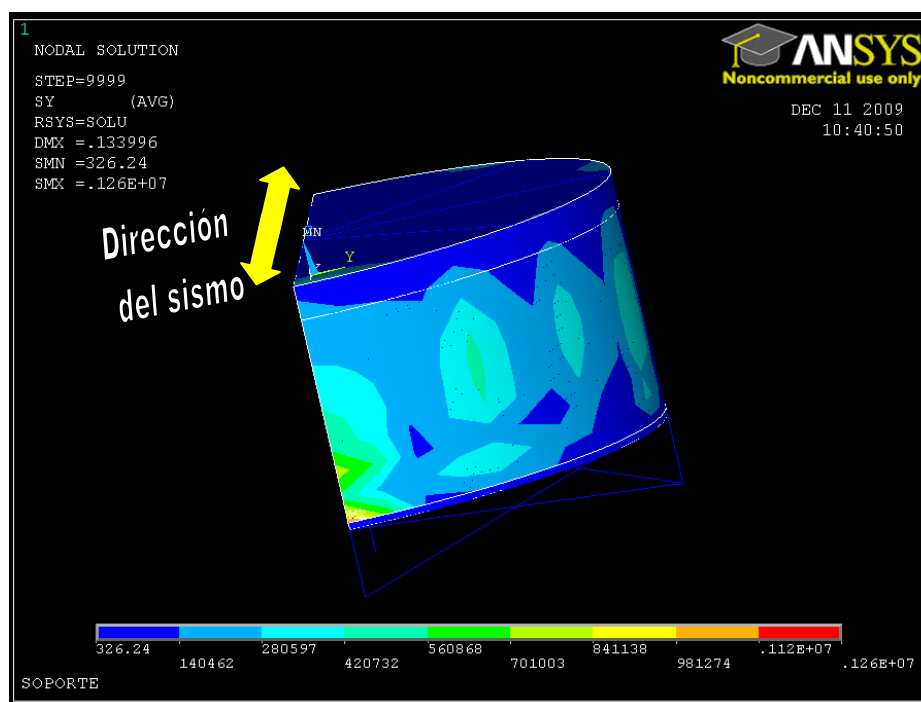 1
NODAL SOLUTION
STEP=9999
SY (AVG)
RSYS=SOLU
DMX =.133996
SMN =326.24
SMX =.126E+07
ANSYS
Noncommercial use only
DEC 11 2009
10:40:50
Dirección
del sismo
MN
Y
326.24 280597 560868 841138 .112E+07
140462 420732 701003 981274 .126E+07
SOPORTE